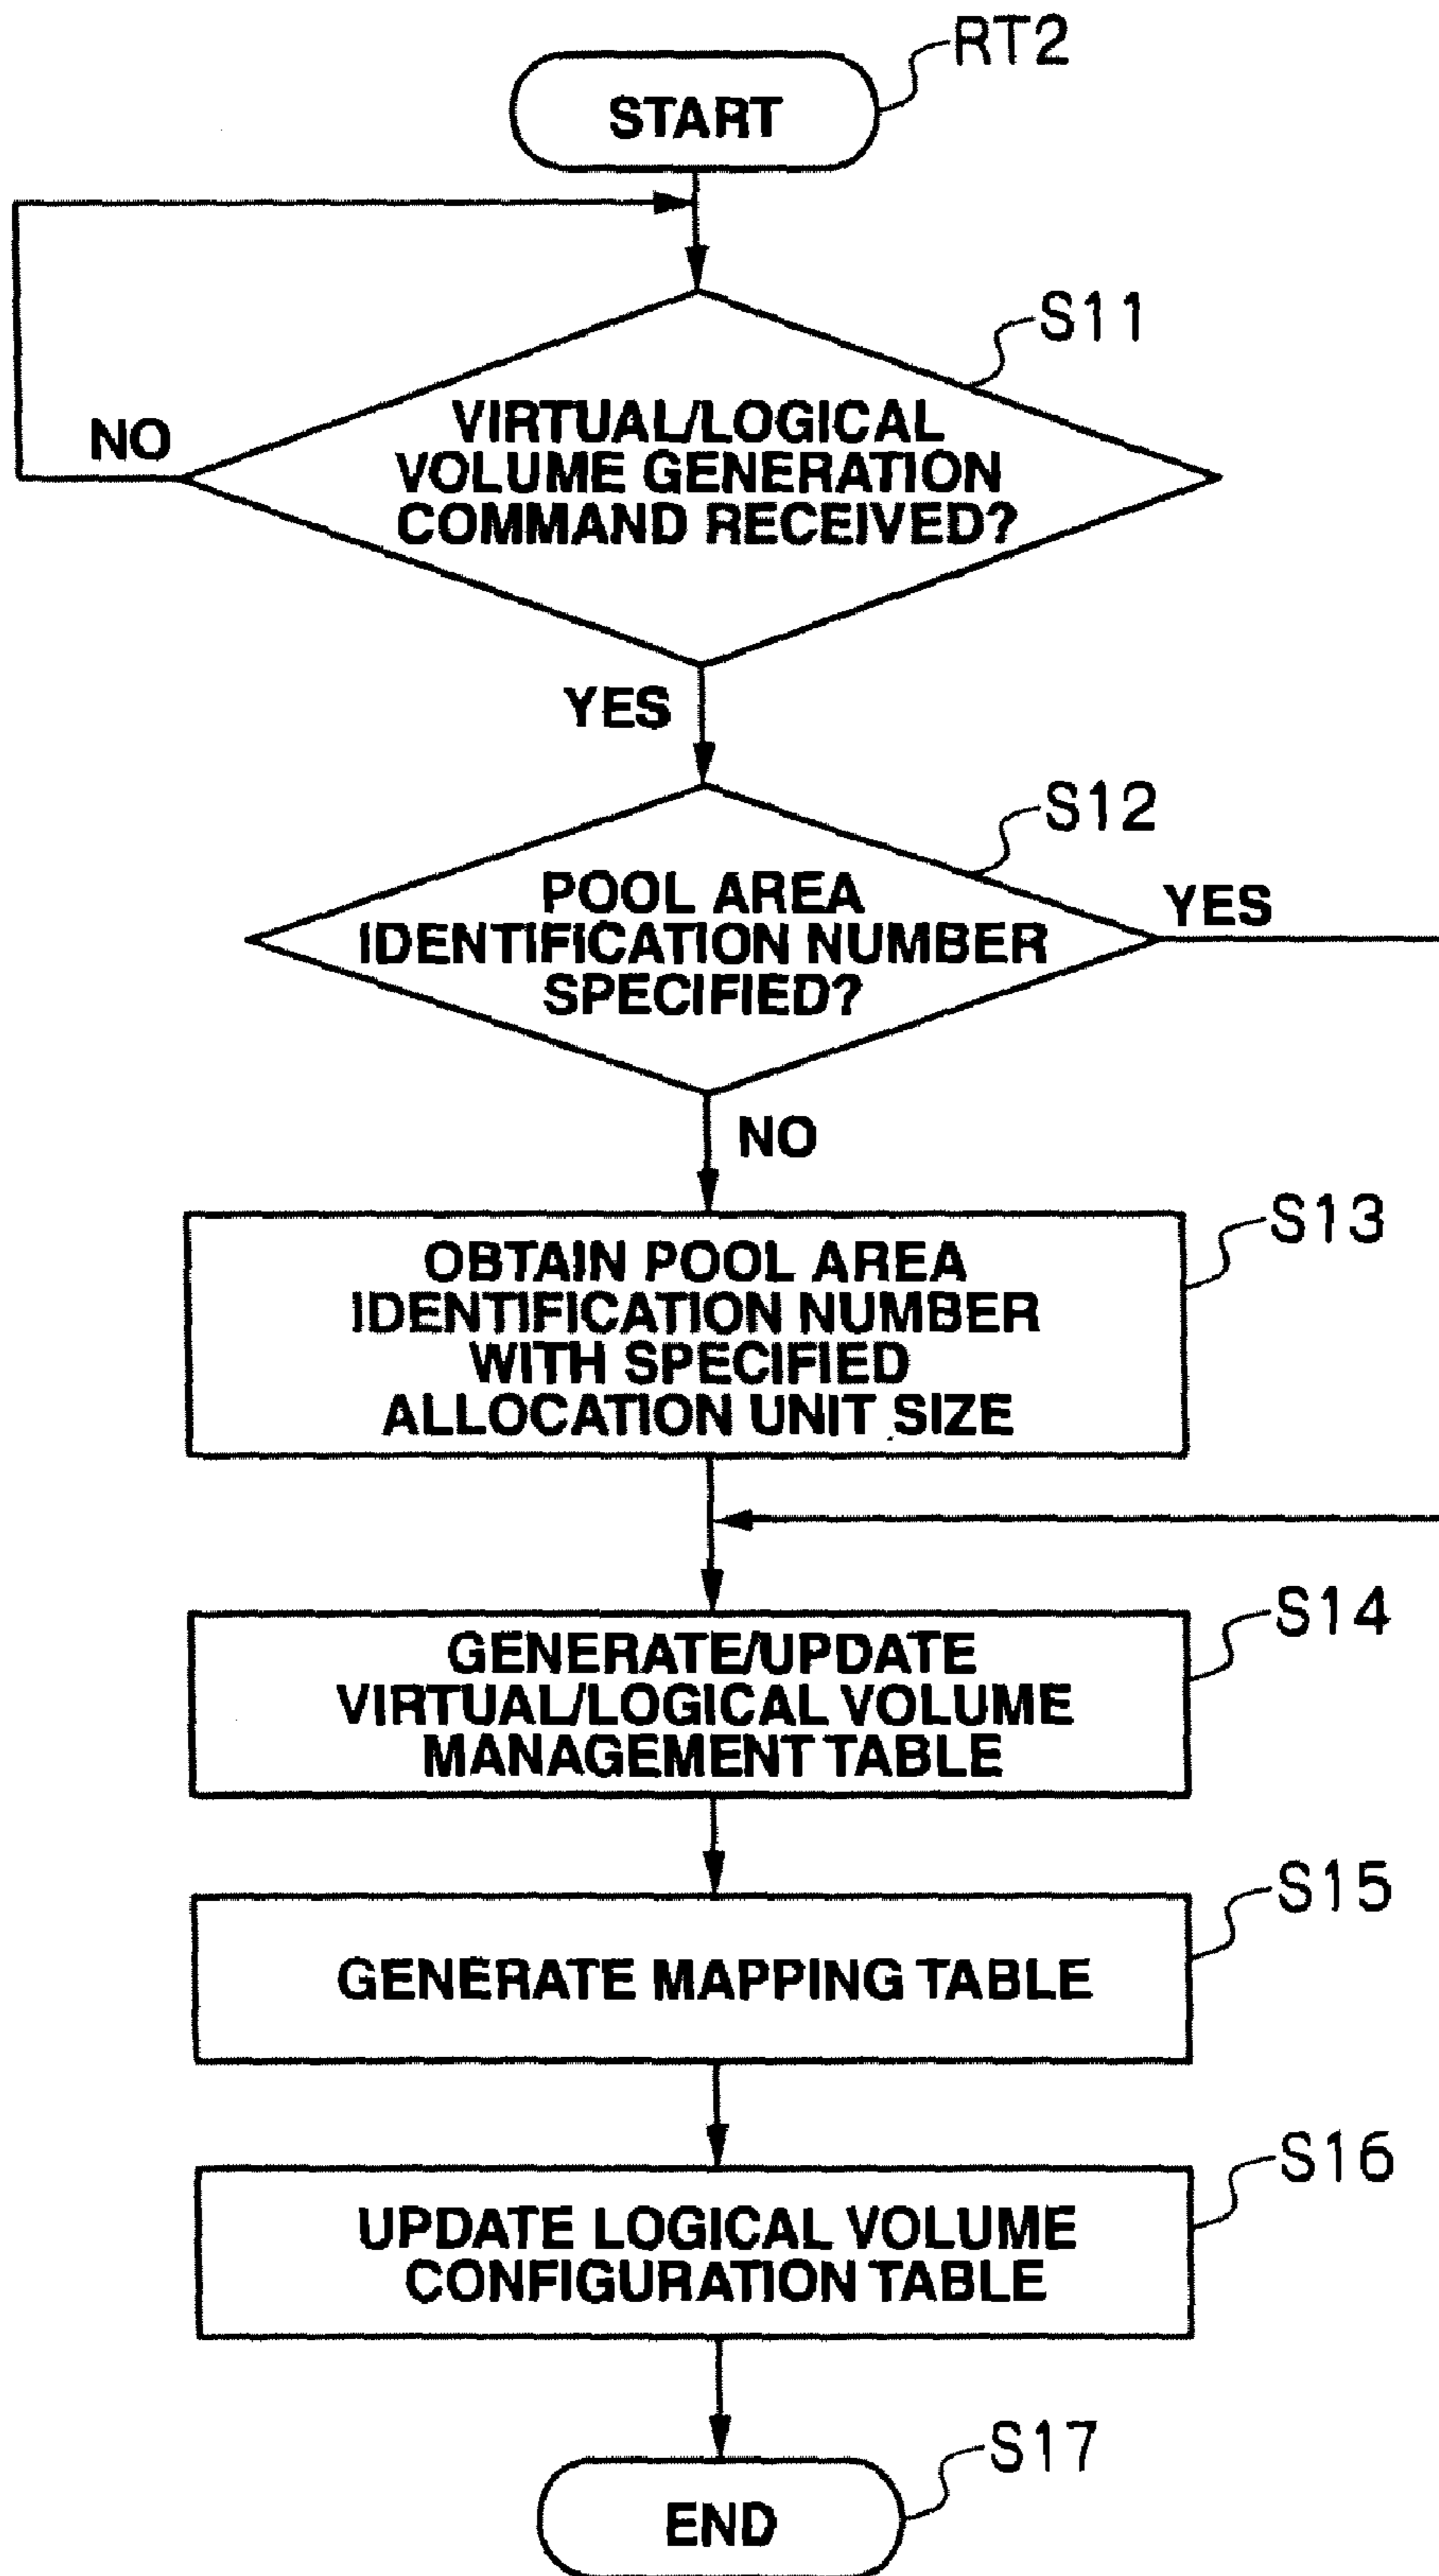 RT2
START
S11
VIRTUAL/LOGICAL
VOLUME GENERATION
COMMAND RECEIVED?
NO
YES
S12
POOL AREA
IDENTIFICATION NUMBER
SPECIFIED?
YES
NO
S13
OBTAIN POOL AREA
IDENTIFICATION NUMBER
WITH SPECIFIED
ALLOCATION UNIT SIZE
S14
GENERATE/UPDATE
VIRTUAL/LOGICAL VOLUME
MANAGEMENT TABLE
S15
GENERATE MAPPING TABLE
S16
UPDATE LOGICAL VOLUME
CONFIGURATION TABLE
S17
END